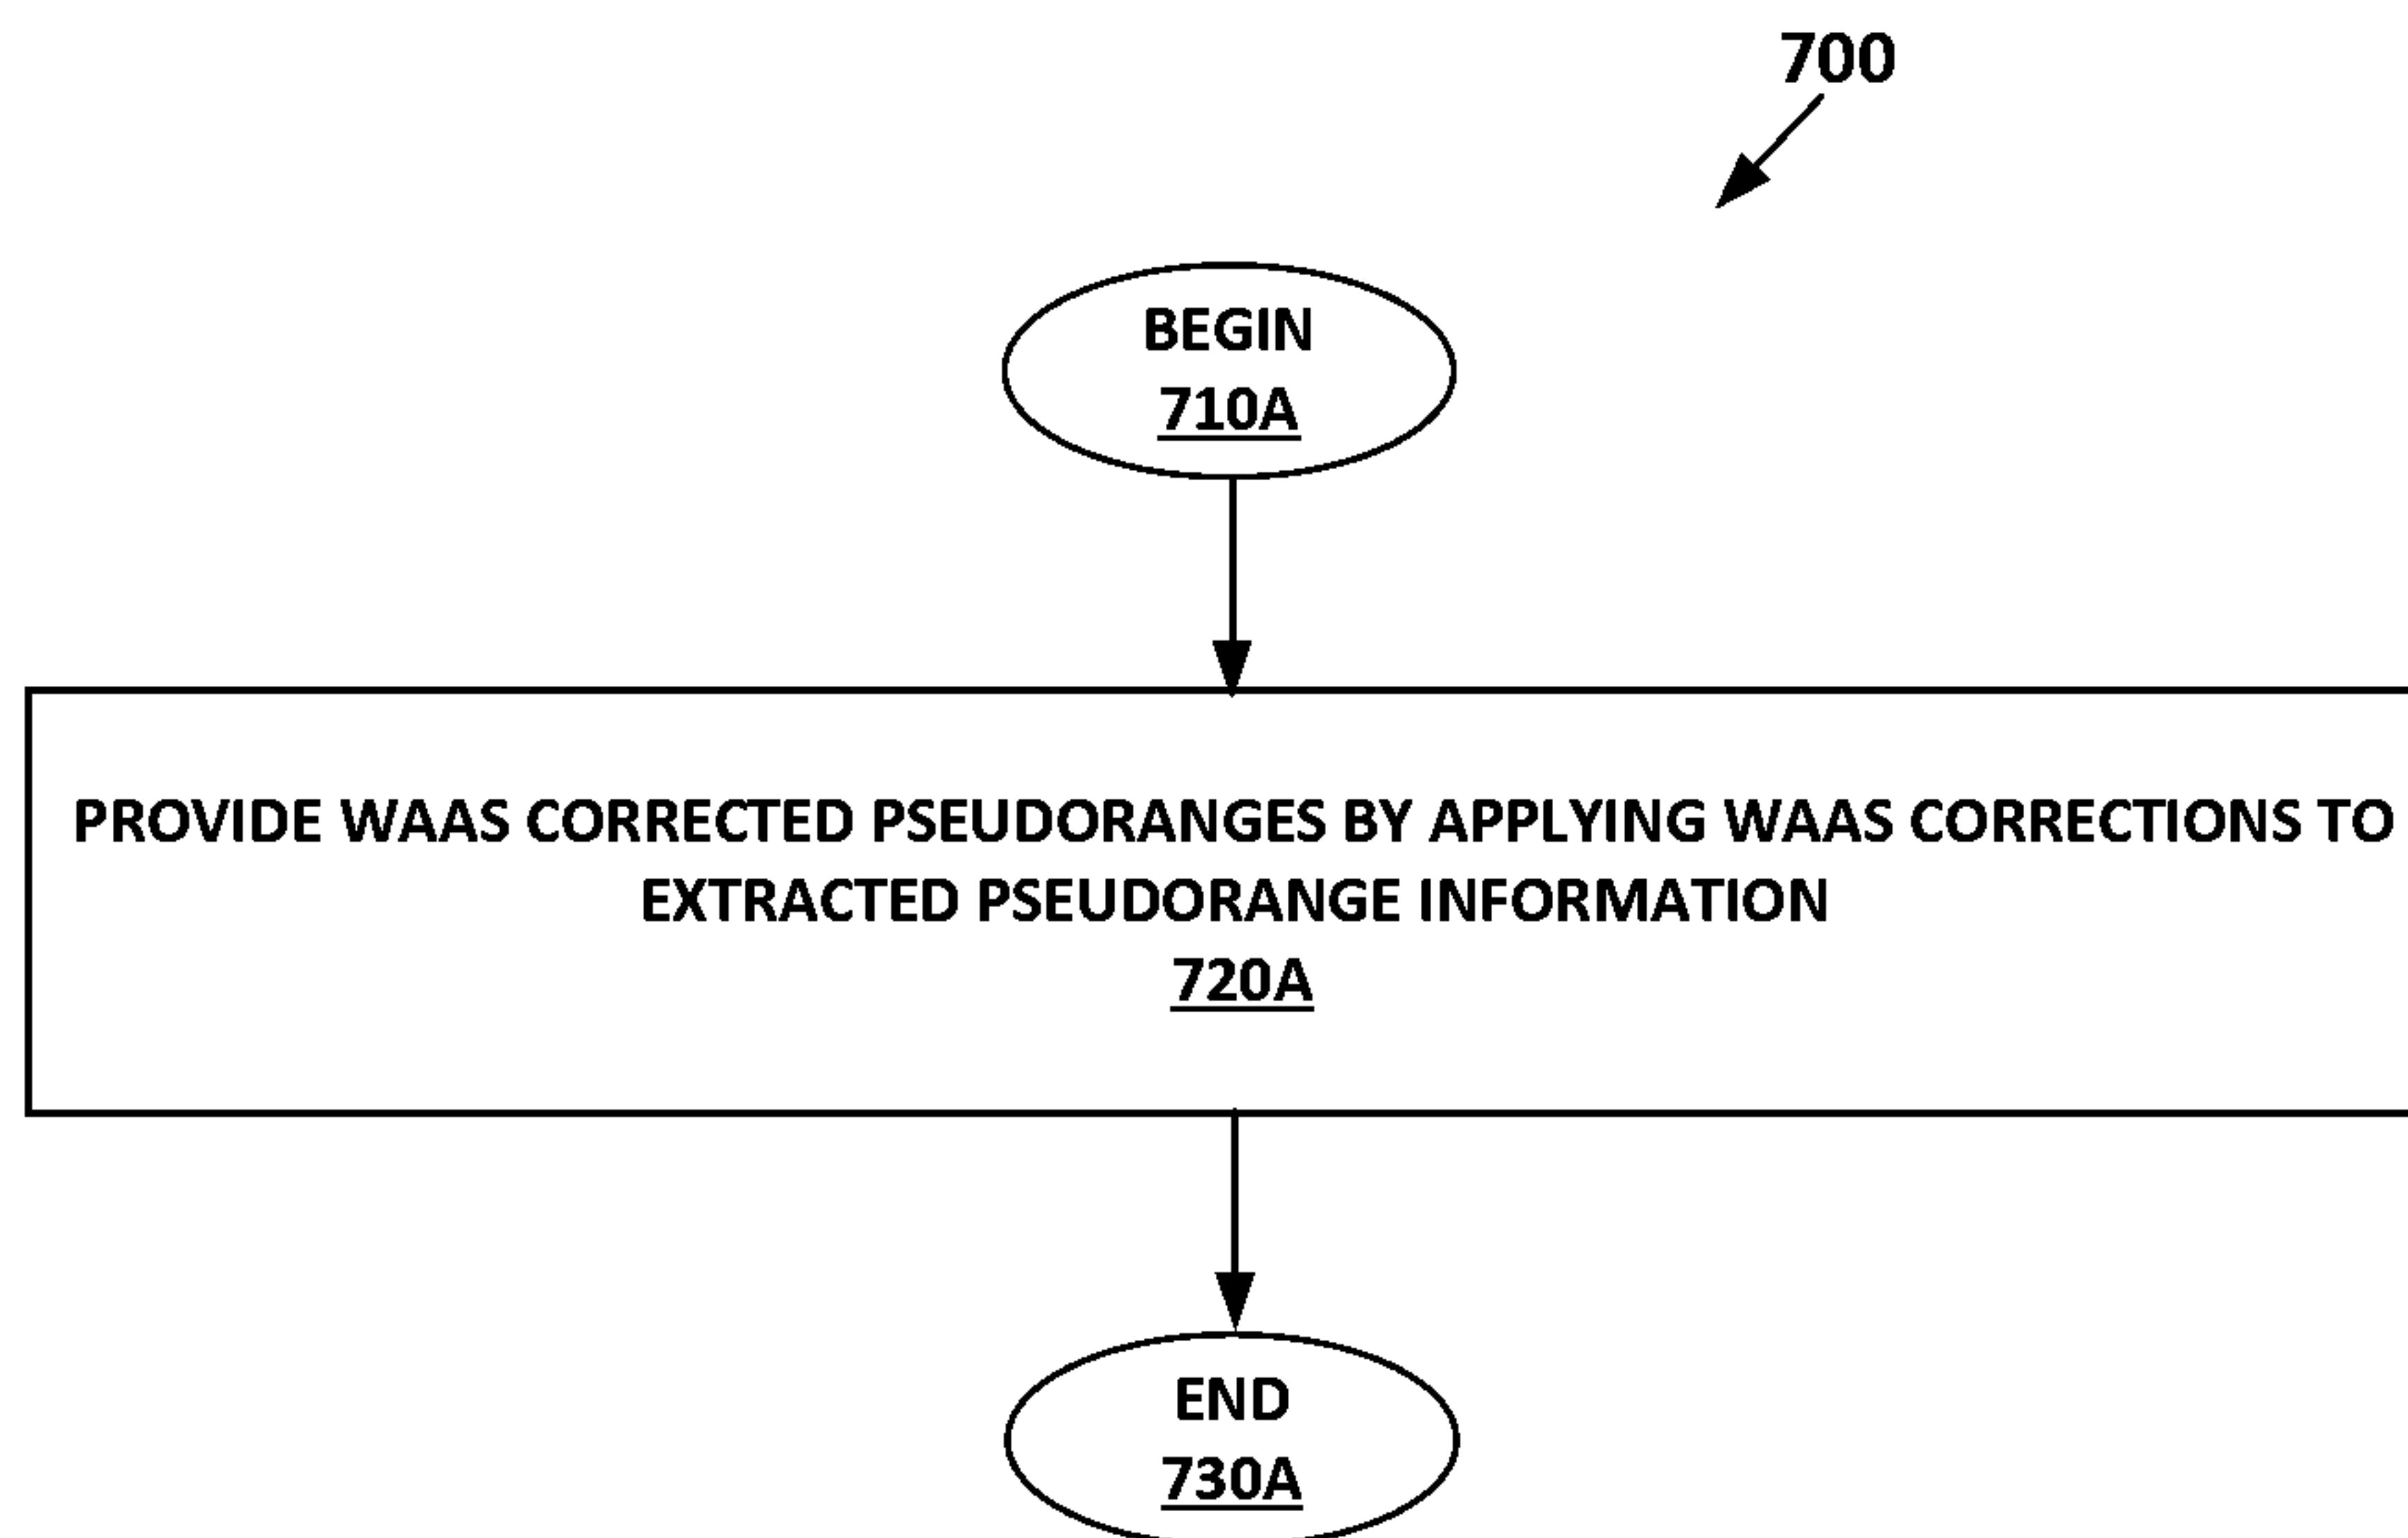 700
BEGIN
710A
PROVIDE WAAS CORRECTED PSEUDORANGES BY APPLYING WAAS CORRECTIONS TO
EXTRACTED PSEUDORANGE INFORMATION
720A
END
730A